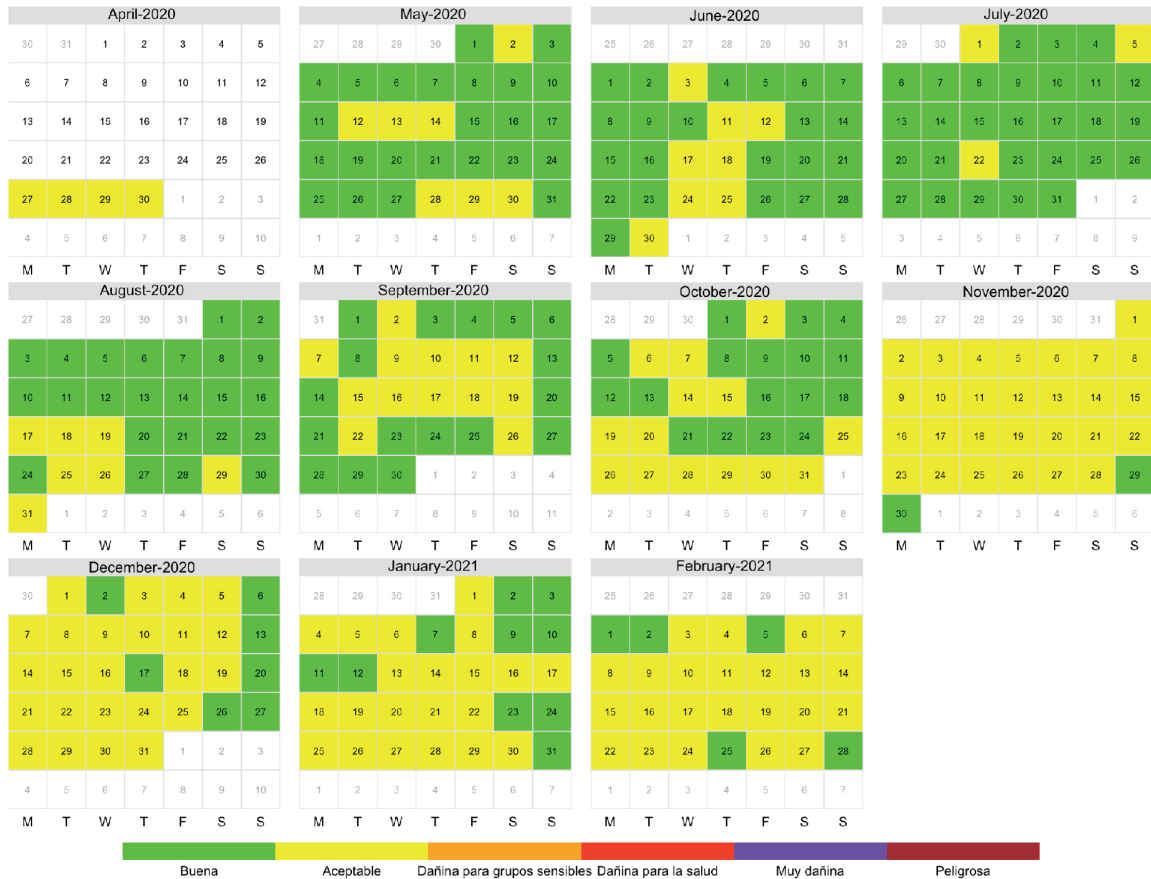 April-2020 May-2020 June-2020 July-2020
30 31 1 2 3 4 5 27 28 29 30 1 2 3 25 26 27 28 29 30 31 29 30 1 2 3 4 5
6 7 8 9 10 11 12 4 5 6 7 8 9 10 1 2 3 4 5 6 7 6 7 8 9 10 11 12
13 14 15 16 17 18 19 11 12 13 14 15 16 17 8 9 10 11 12 13 14 13 14 15 16 17 18 19
20 21 22 23 24 25 26 18 19 20 21 22 23 24 15 16 17 18 19 20 21 20 21 22 23 24 25 26
27 28 29 30 1 2 3 25 26 27 28 29 30 31 22 23 24 25 26 27 28 27 28 29 30 31 1 2
4 5 6 7 8 9 10 1 2 3 4 5 6 7 29 30 1 2 3 4 5 3 4 5 6 7 8 9
M T W T F S S M T W T F S S M T W T F S S M T W T F S S
August-2020 September-2020 October-2020 November-2020
27 28 29 30 31 1 2 31 1 2 3 4 5 6 28 29 30 1 2 3 4 26 27 28 29 30 31 1
3 4 5 6 7 8 9 7 8 9 10 11 12 13 5 6 7 8 9 10 11 2 3 4 5 6 7 8
10 11 12 13 14 15 16 14 15 16 17 18 19 20 12 13 14 15 16 17 18 9 10 11 12 13 14 15
17 18 19 20 21 22 23 21 22 23 24 25 26 27 19 20 21 22 23 24 25 16 17 18 19 20 21 22
24 25 26 27 28 29 30 28 29 30 1 2 3 4 26 27 28 29 30 31 1 23 24 25 26 27 28 29
31 1 2 3 4 5 6 5 6 7 8 9 10 11 2 3 4 5 6 7 8 30 1 2 3 4 5 6
M T W T F S S M T W T F S S M T W T F S S M T W T F S S
December-2020 January-2021 February-2021
30 1 2 3 4 5 6 28 29 30 31 1 2 3 25 26 27 28 29 30 31
7 8 9 10 11 12 13 4 5 6 7 8 9 10 1 2 3 4 5 6 7
14 15 16 17 18 19 20 11 12 13 14 15 16 17 8 9 10 11 12 13 14
21 22 23 24 25 26 27 18 19 20 21 22 23 24 15 16 17 18 19 20 21
28 29 30 31 1 2 3 25 26 27 28 29 30 31 22 23 24 25 26 27 28
4 5 6 7 8 9 10 1 2 3 4 5 6 7 1 2 3 4 5 6 7
M T W T F S S M T W T F S S M T W T F S S
Buena Aceptable Dañina para grupos sensibles Dañina para la salud Muy dañina Peligrosa